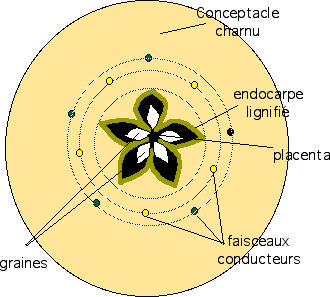 Conceptacle
charnu
endocarpe
lignifié
placenta
faisceaux
conducteurs
graines